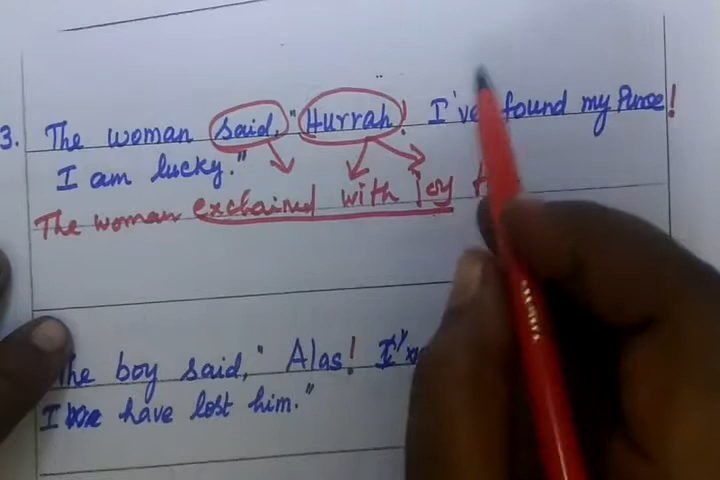 3. The woman said, "Hurrah! I've found my Purse!
I am lucky."
The woman exclaimed with joy t
The boy said," Alas! I've
I have lost him."